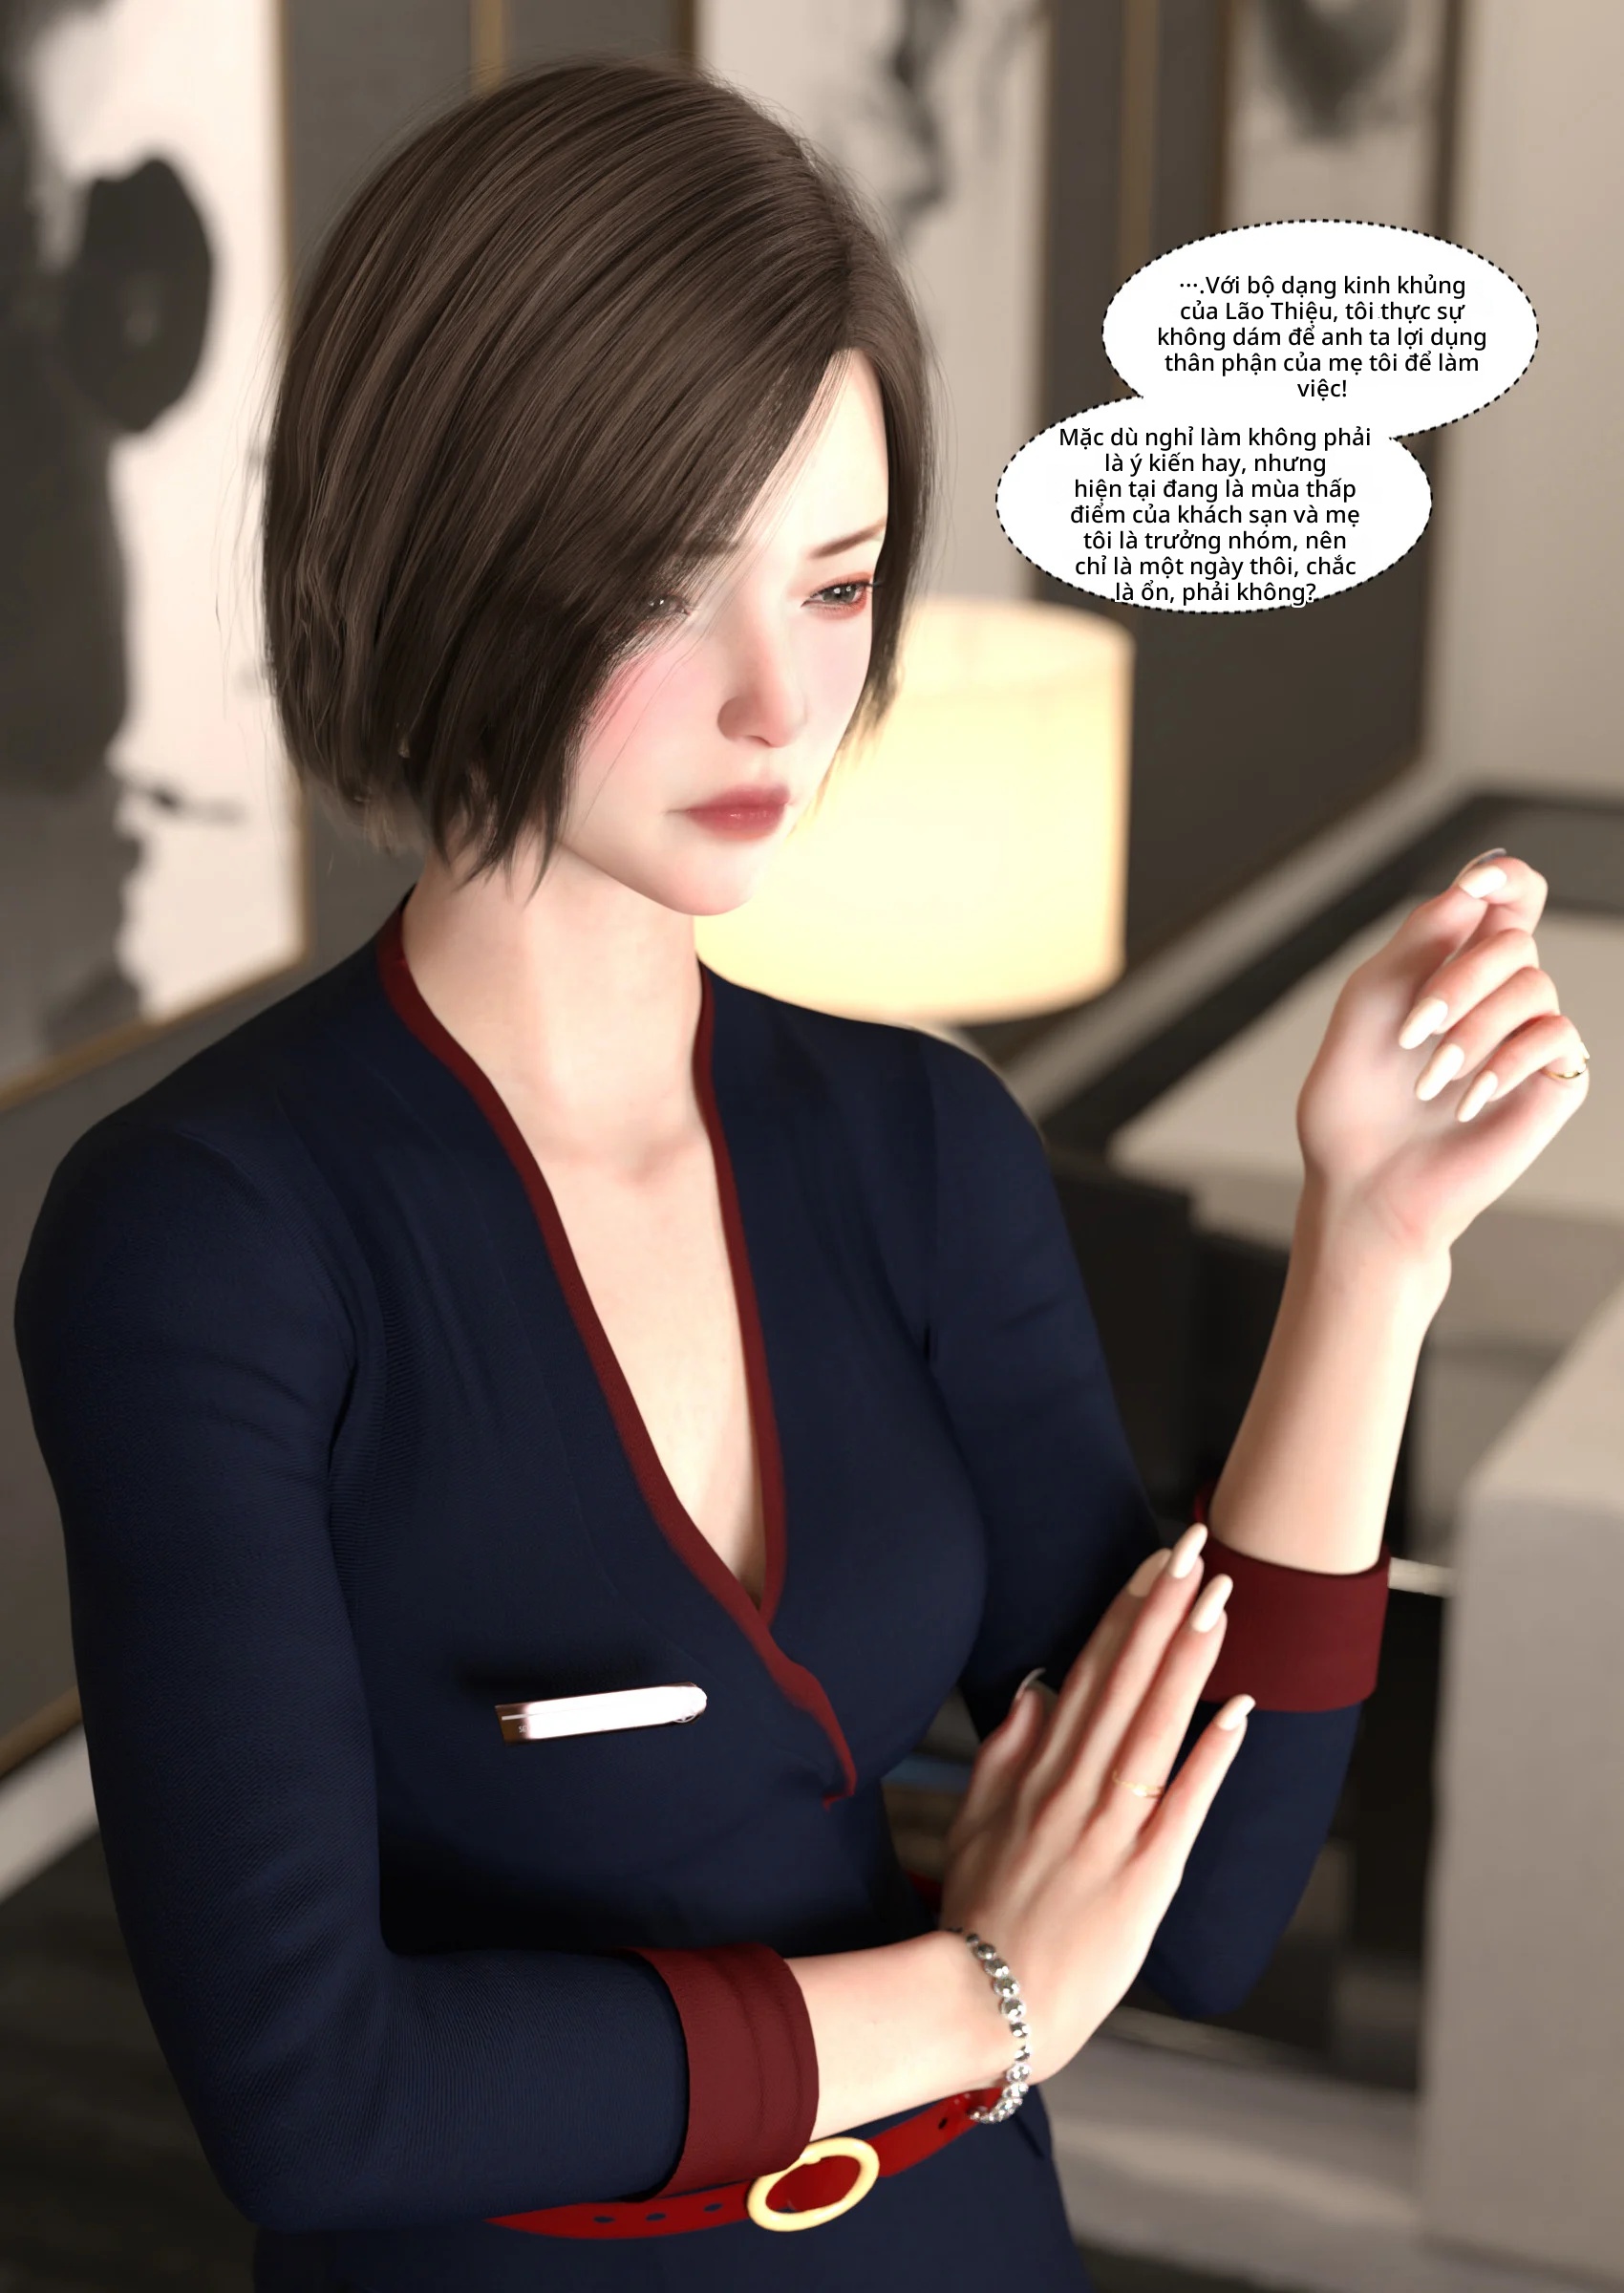 ….Với bộ dạng kinh khủng
của Lão Thiệu, tôi thực sự
không dám để anh ta lợi dụng
thân phận của mẹ tôi để làm
việc!
Mặc dù nghỉ làm không phải
là ý kiến hay, nhưng
hiện tại đang là mùa thấp
điểm của khách sạn và mẹ
tôi là trưởng nhóm, nên
chỉ là một ngày thôi, chắc
là ổn, phải không?